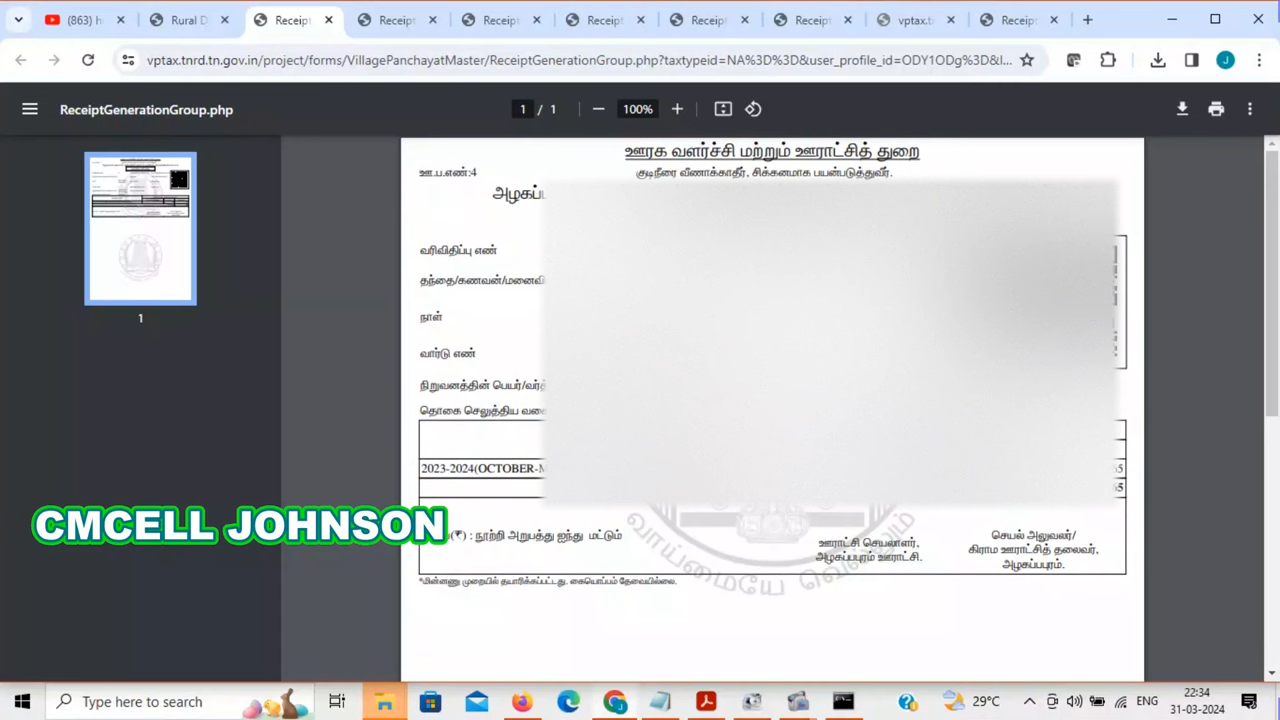 (863) h
Rural D
Receipt
Receipt
Receipt
Receipt
Receipt
Receipt
vptax.t
Receipt
vptax.tnrd.tn.gov.in/project/forms/VillagePanchayatMaster/ReceiptGenerationGroup.php?taxtypeid=NA%3D%3D&user_profile_id=ODY1ODg%3D&l...
J
ReceiptGenerationGroup.php
1 / 1
100%
1
ஊரக வளர்ச்சி மற்றும் ஊராட்சித் துறை
ஊ.ப.எண்:4
குடிநீரை வீணாக்காதீர், சிக்கனமாக பயன்படுத்துவீர்.
அழகப்ப
வரிவிதிப்பு எண்
தந்தை/கணவன்/மனைவி
நாள்
வார்டு எண்
நிறுவனத்தின் பெயர்/வர்த்
தொகை செலுத்திய வகை
2023-2024(OCTOBER-M
CMCELL JOHNSON
(₹) : நூற்றி அறுபத்து ஐந்து மட்டும்
ஊராட்சி செயலாளர்,
அழகப்பபுரம் ஊராட்சி.
செயல் அலுவலர்/
கிராம ஊராட்சித் தலைவர்,
அழகப்பபுரம்.
வாய்மையே வெல்லும்
*மின்னணு முறையில் தயாரிக்கப்பட்டது. கையொப்பம் தேவையில்லை.
Type here to search
29°C
ENG
22:34
31-03-2024